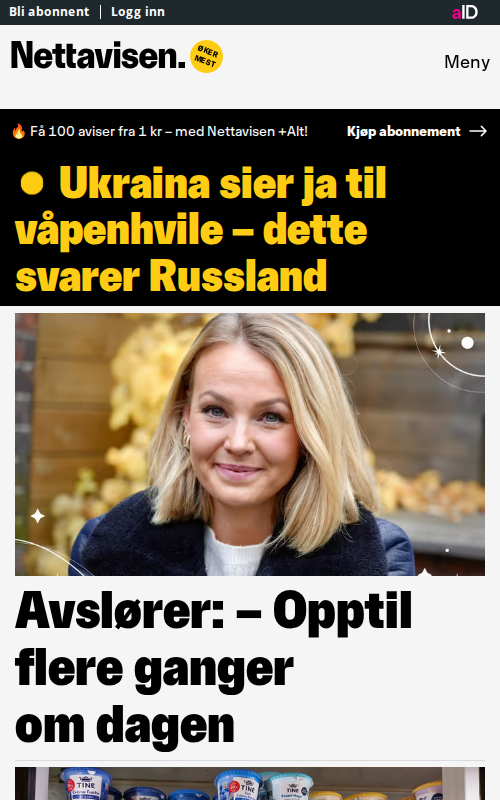 Bli abonnent | Logg inn
aID
Nettavisen.
ØKER
MEST
Meny
🔥 Få 100 aviser fra 1 kr – med Nettavisen +Alt!
Kjøp abonnement →
● Ukraina sier ja til
våpenhvile – dette
svarer Russland
Avslører: – Opptil
flere ganger
om dagen
TINE
TINE
TINE